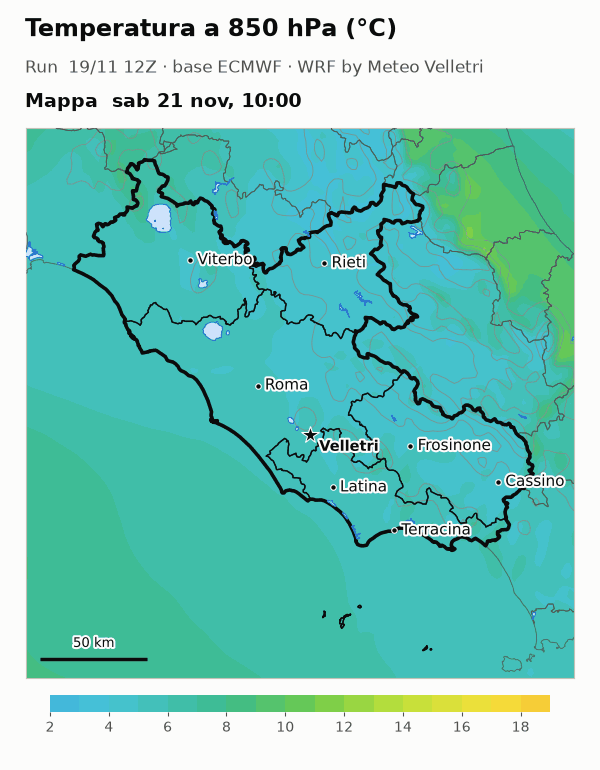 Temperatura a 850 hPa (°C)
Run  19/11 12Z · base ECMWF · WRF by Meteo Velletri
Mappa  sab 21 nov, 10:00
Viterbo
Rieti
Roma
Velletri
Frosinone
Cassino
Latina
Terracina
50 km
2 4 6 8 10 12 14 16 18